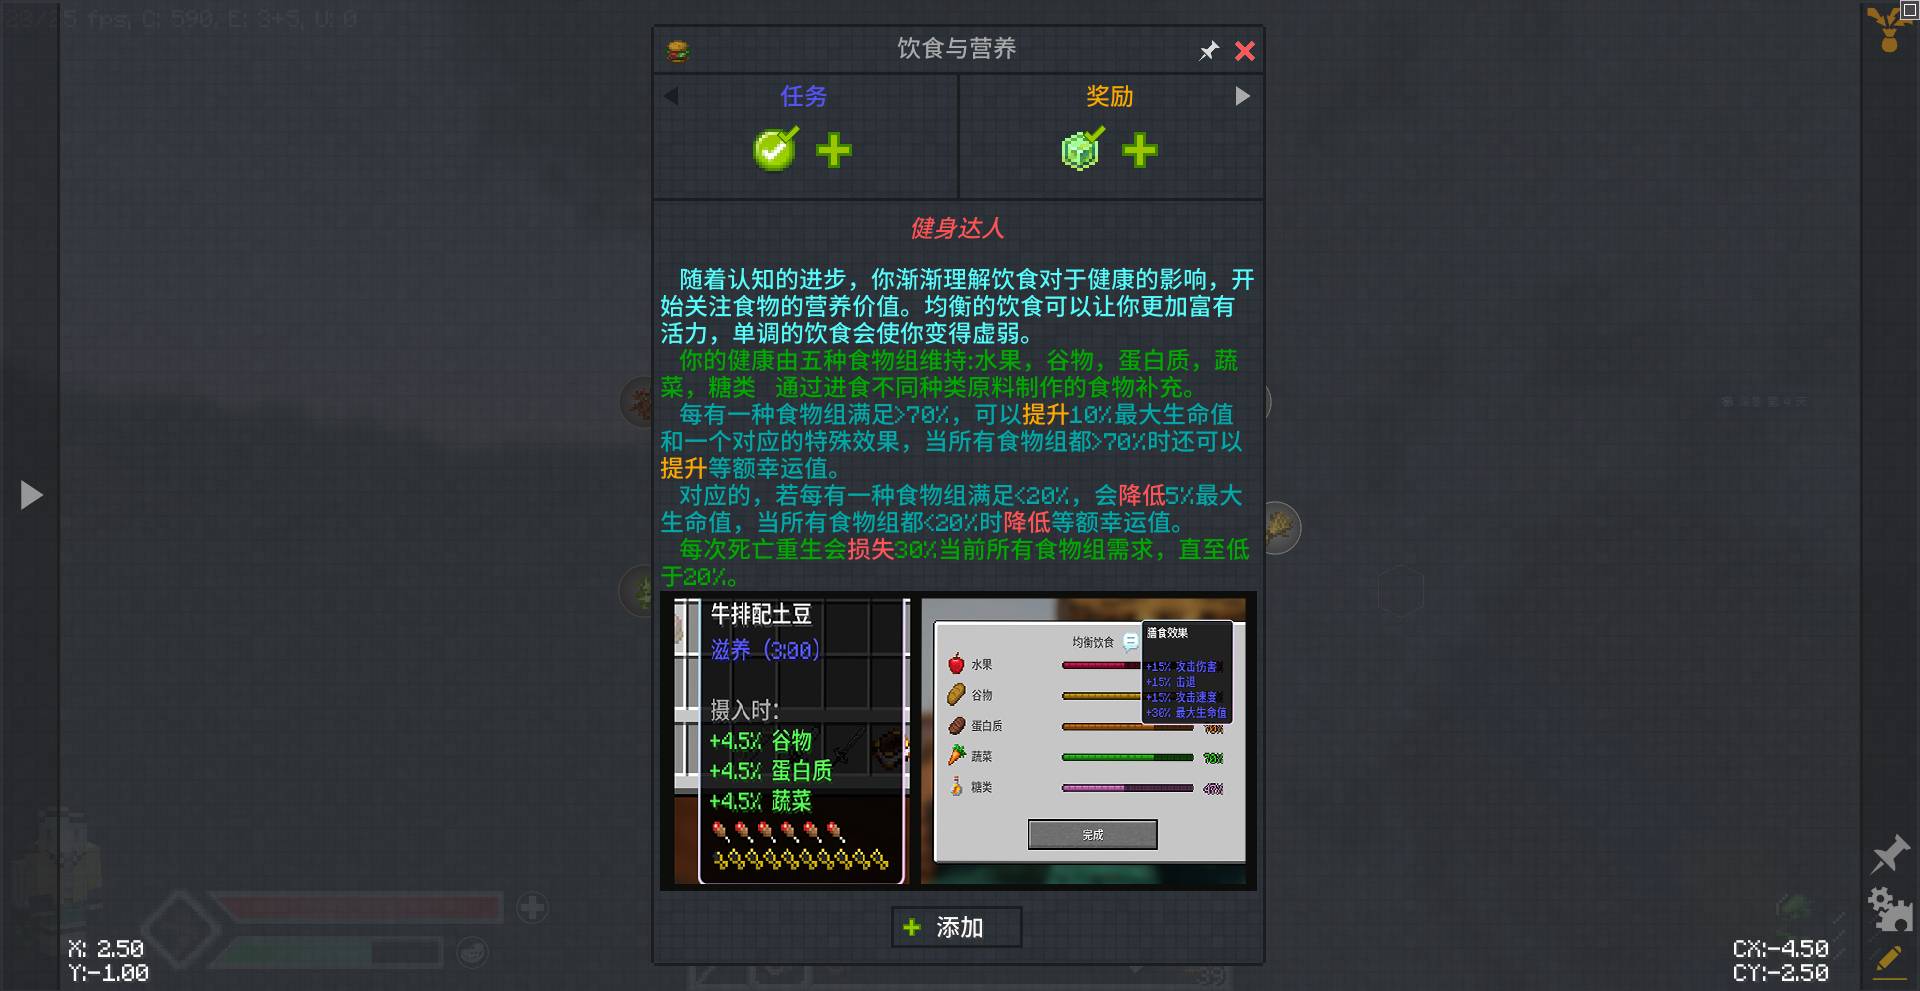 23/25 fps, C: 590, E: 3+5, U: 0
饮食与营养
任务
奖励
健身达人
随着认知的进步，你渐渐理解饮食对于健康的影响，开
始关注食物的营养价值。均衡的饮食可以让你更加富有
活力，单调的饮食会使你变得虚弱。
你的健康由五种食物组维持:水果，谷物，蛋白质，蔬
菜，糖类 通过进食不同种类原料制作的食物补充。
每有一种食物组满足>70%，可以提升10%最大生命值
和一个对应的特殊效果，当所有食物组都>70%时还可以
提升等额幸运值。
对应的，若每有一种食物组满足<20%，会降低5%最大
生命值，当所有食物组都<20%时降低等额幸运值。
每次死亡重生会损失30%当前所有食物组需求，直至低
于20%。
牛排配土豆
滋养（3:00）
摄入时：
+4.5% 谷物
+4.5% 蛋白质
+4.5% 蔬菜
均衡饮食
膳食效果
+15% 攻击伤害
+15% 击退
+15% 攻击速度
+30% 最大生命值
水果
谷物
蛋白质
70%
蔬菜
70%
糖类
47%
完成
添加
X: 2.50
Y:-1.00
CX:-4.50
CY:-2.50
39